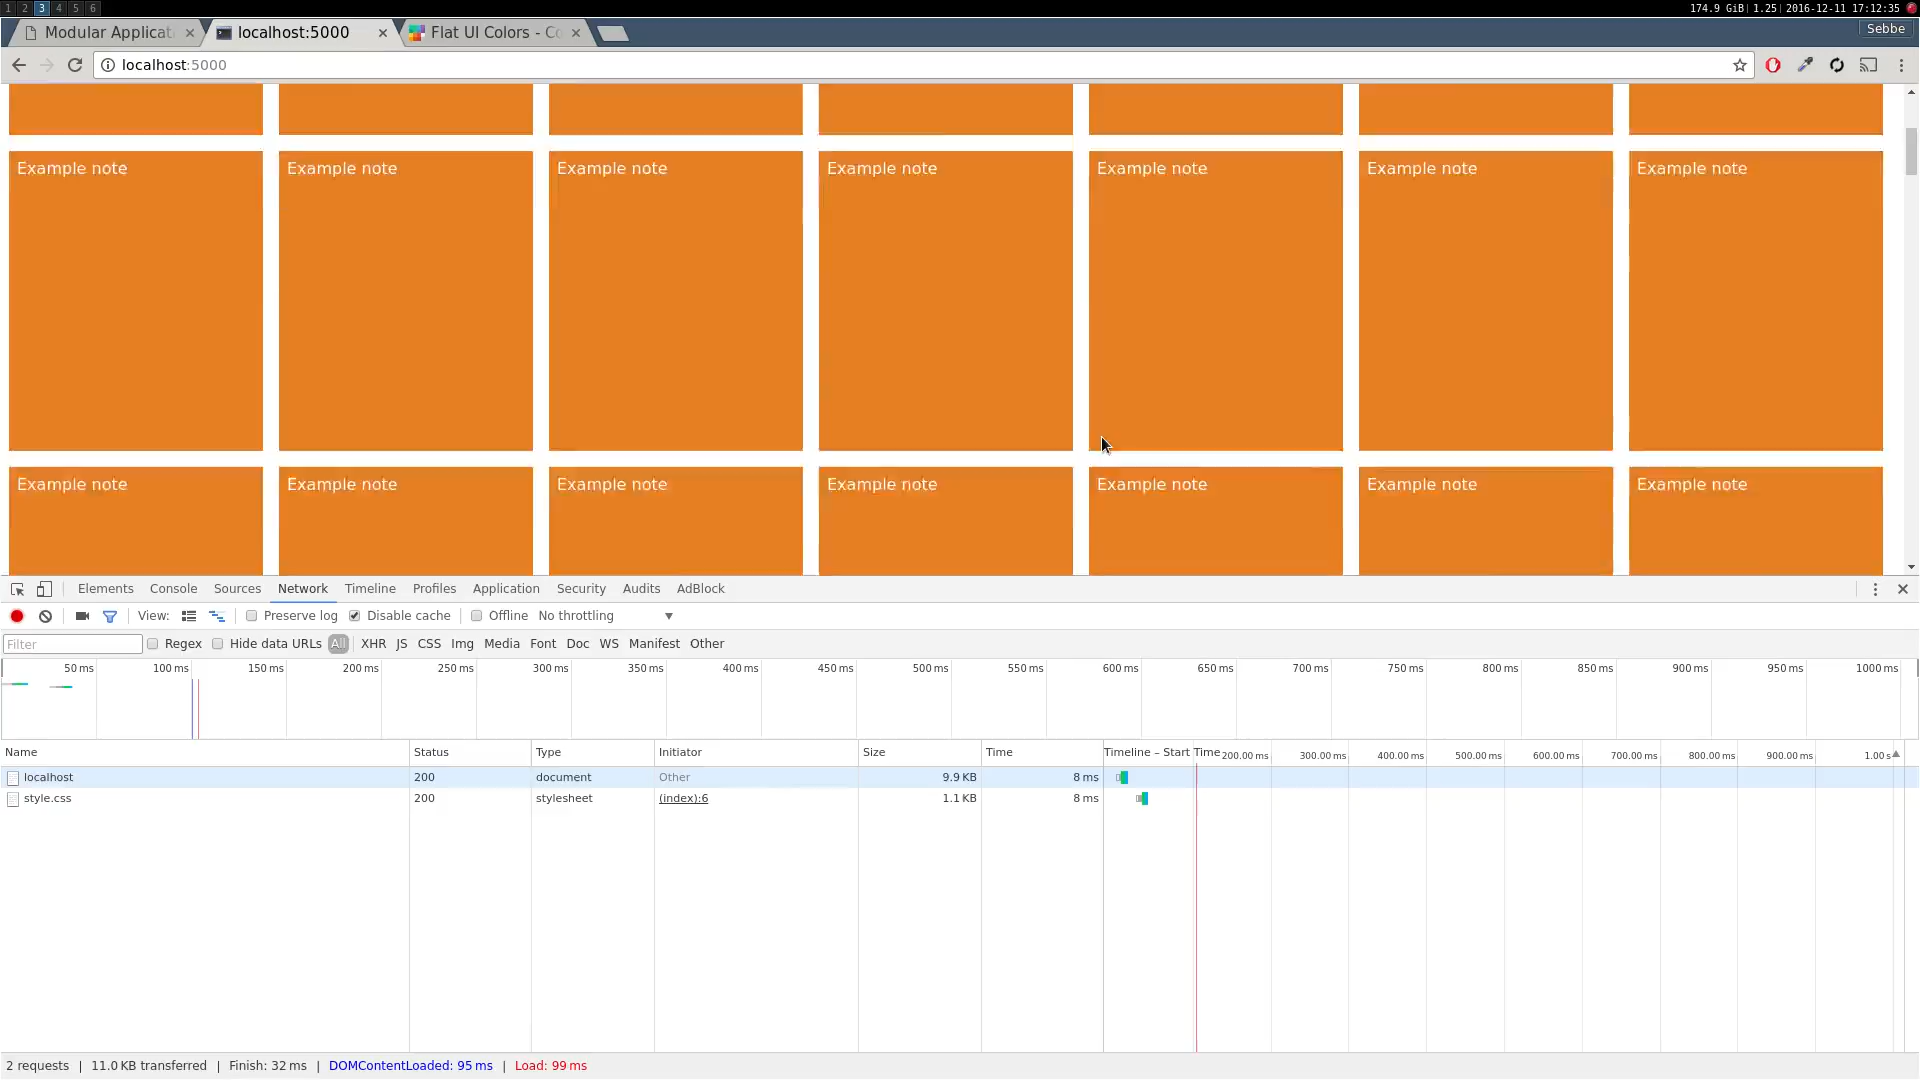 1 2 3 4 5 6 174.9 GiB| 1.25| 2016-12-11 17:12:35
Modular Applicat localhost:5000 Flat UI Colors - Co Sebbe
localhost:5000
Example note Example note Example note Example note Example note Example note Example note
Example note Example note Example note Example note Example note Example note Example note
Elements Console Sources Network Timeline Profiles Application Security Audits AdBlock
View: Preserve log Disable cache Offline No throttling
Filter Regex Hide data URLs All XHR JS CSS Img Media Font Doc WS Manifest Other
50 ms 100 ms 150 ms 200 ms 250 ms 300 ms 350 ms 400 ms 450 ms 500 ms 550 ms 600 ms 650 ms 700 ms 750 ms 800 ms 850 ms 900 ms 950 ms 1000 ms
Name Status Type Initiator Size Time Timeline – Start Time 200.00 ms 300.00 ms 400.00 ms 500.00 ms 600.00 ms 700.00 ms 800.00 ms 900.00 ms 1.00 s
localhost 200 document Other 9.9 KB 8 ms
style.css 200 stylesheet (index):6 1.1 KB 8 ms
2 requests | 11.0 KB transferred | Finish: 32 ms | DOMContentLoaded: 95 ms | Load: 99 ms